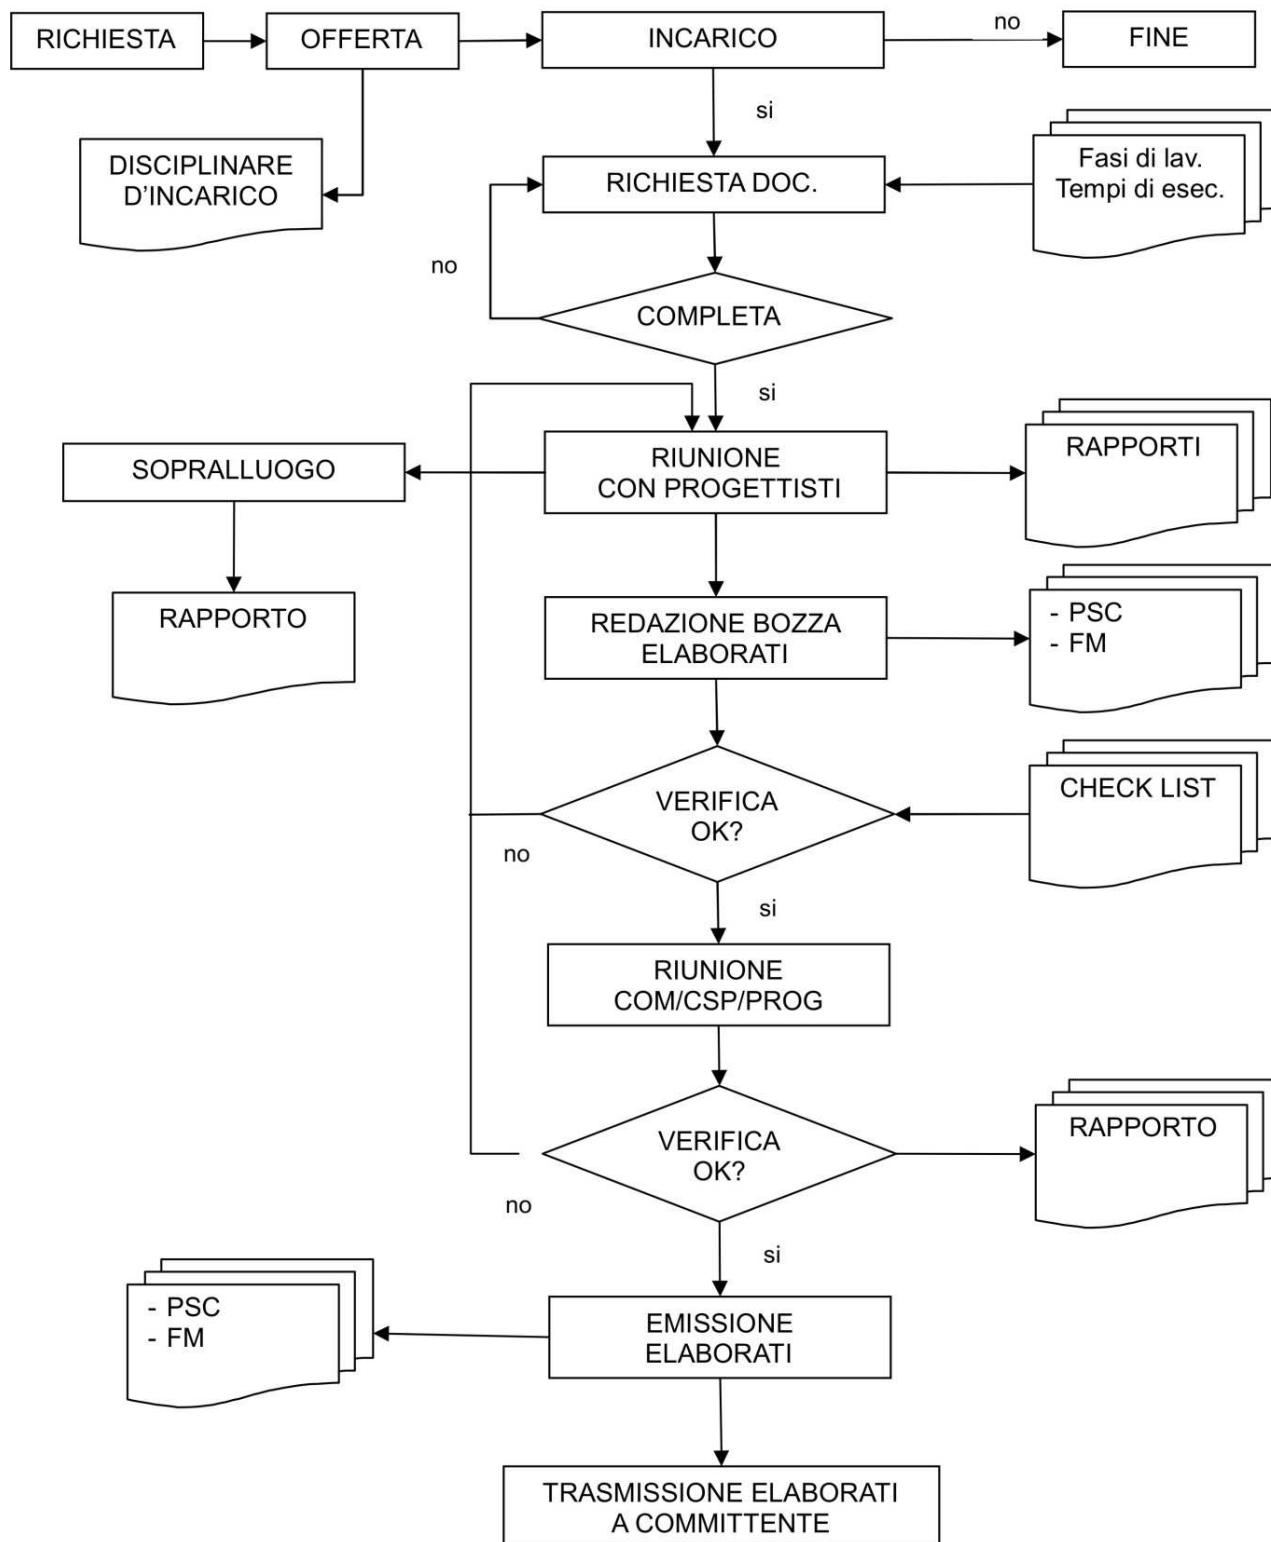 RICHIESTA
OFFERTA
INCARICO
no
FINE
si
DISCIPLINARE
D’INCARICO
RICHIESTA DOC.
Fasi di lav.
Tempi di esec.
no
COMPLETA
si
SOPRALLUOGO
RIUNIONE
CON PROGETTISTI
RAPPORTI
RAPPORTO
REDAZIONE BOZZA
ELABORATI
- PSC
- FM
VERIFICA
OK?
CHECK LIST
no
si
RIUNIONE
COM/CSP/PROG
VERIFICA
OK?
RAPPORTO
no
si
- PSC
- FM
EMISSIONE
ELABORATI
TRASMISSIONE ELABORATI
A COMMITTENTE